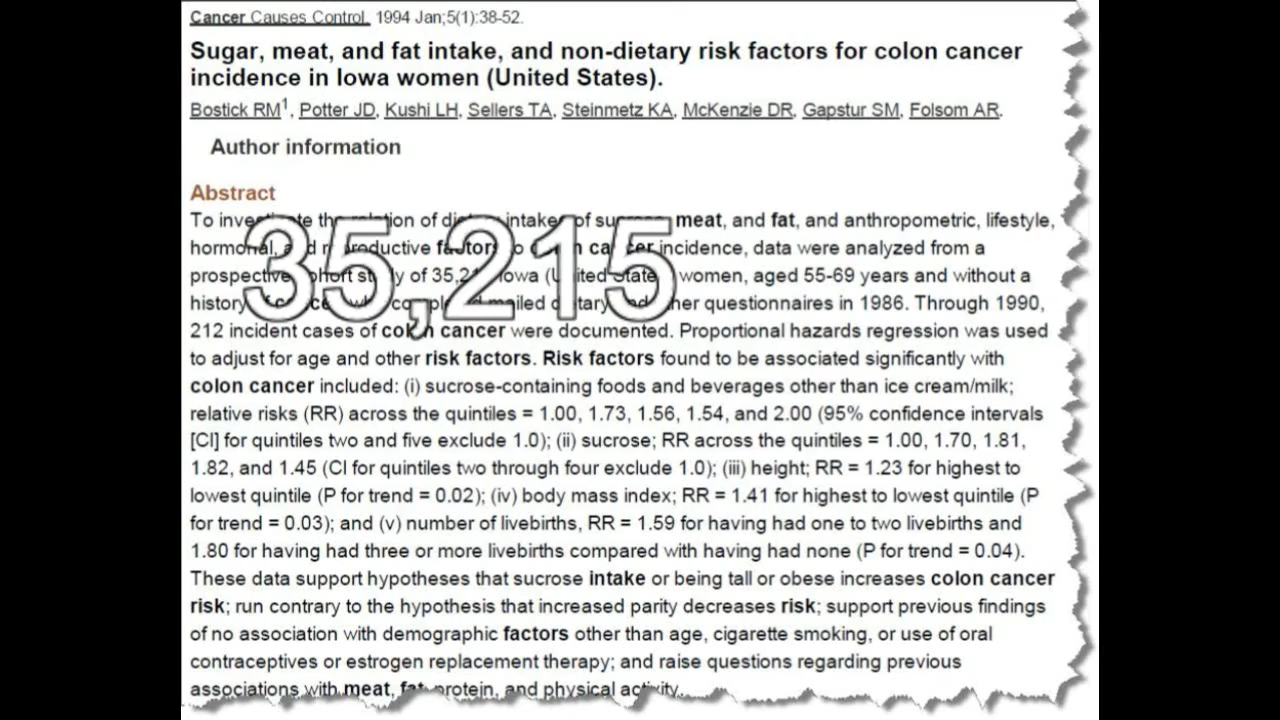 Cancer Causes Control. 1994 Jan;5(1):38-52.
Sugar, meat, and fat intake, and non-dietary risk factors for colon cancer
incidence in Iowa women (United States).
Bostick RM1, Potter JD, Kushi LH, Sellers TA, Steinmetz KA, McKenzie DR, Gapstur SM, Folsom AR.
Author information
Abstract
To investigate the relation of dietary intakes of sucrose, meat, and fat, and anthropometric, lifestyle,
hormonal, and reproductive factors to colon cancer incidence, data were analyzed from a
35,215
prospective cohort study of 35,215 Iowa (United States) women, aged 55-69 years and without a
history of cancer who completed mailed dietary and other questionnaires in 1986. Through 1990,
212 incident cases of colon cancer were documented. Proportional hazards regression was used
to adjust for age and other risk factors. Risk factors found to be associated significantly with
colon cancer included: (i) sucrose-containing foods and beverages other than ice cream/milk;
relative risks (RR) across the quintiles = 1.00, 1.73, 1.56, 1.54, and 2.00 (95% confidence intervals
[CI] for quintiles two and five exclude 1.0); (ii) sucrose; RR across the quintiles = 1.00, 1.70, 1.81,
1.82, and 1.45 (CI for quintiles two through four exclude 1.0); (iii) height; RR = 1.23 for highest to
lowest quintile (P for trend = 0.02); (iv) body mass index; RR = 1.41 for highest to lowest quintile (P
for trend = 0.03); and (v) number of livebirths, RR = 1.59 for having had one to two livebirths and
1.80 for having had three or more livebirths compared with having had none (P for trend = 0.04).
These data support hypotheses that sucrose intake or being tall or obese increases colon cancer
risk; run contrary to the hypothesis that increased parity decreases risk; support previous findings
of no association with demographic factors other than age, cigarette smoking, or use of oral
contraceptives or estrogen replacement therapy; and raise questions regarding previous
associations with meat, fat, protein, and physical activity.